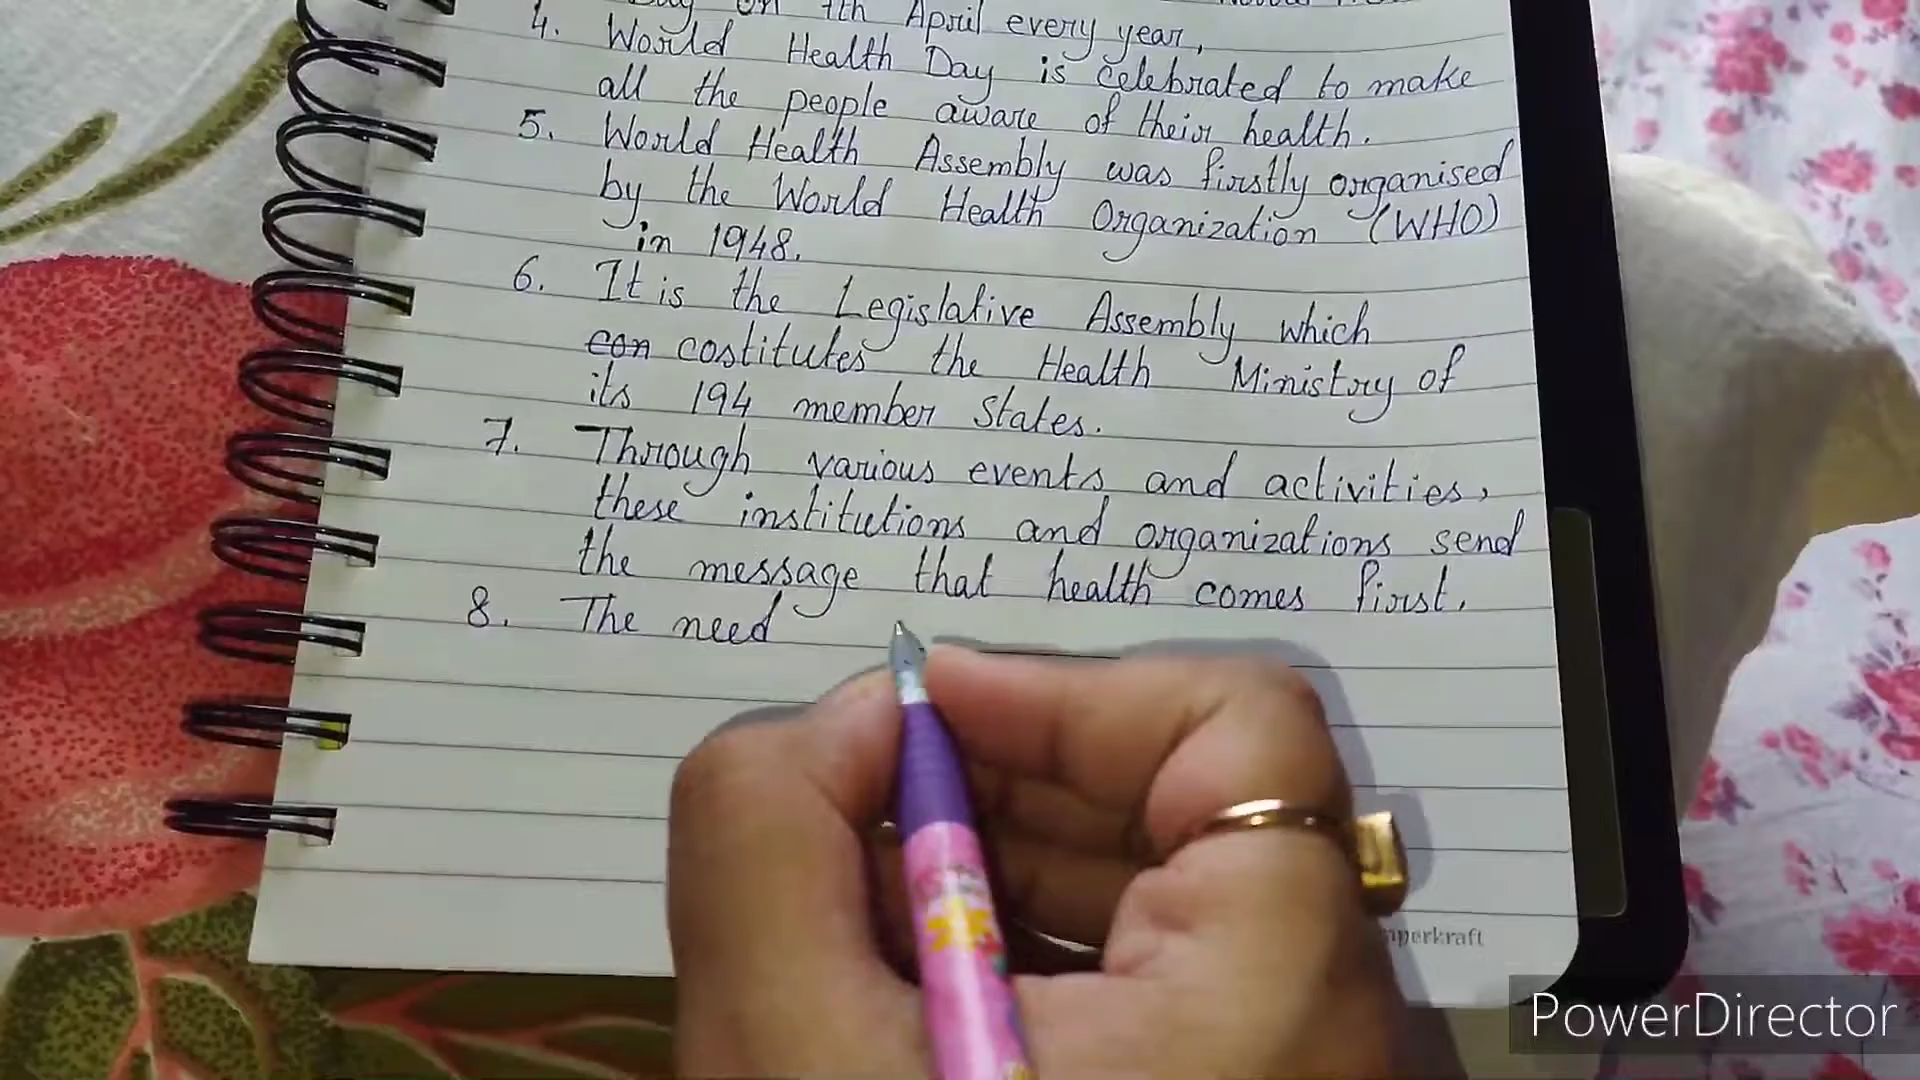 Day on 7th April every year,
4. World Health Day is celebrated to make
all the people aware of their health.
5. World Health Assembly was firstly organised
by the World Health Organization (WHO)
in 1948.
6. It is the Legislative Assembly which
con costitutes the Health Ministry of
its 194 member States.
7. Through various events and activities,
these institutions and organizations send
the message that health comes first.
8. The need
perkraft
PowerDirector